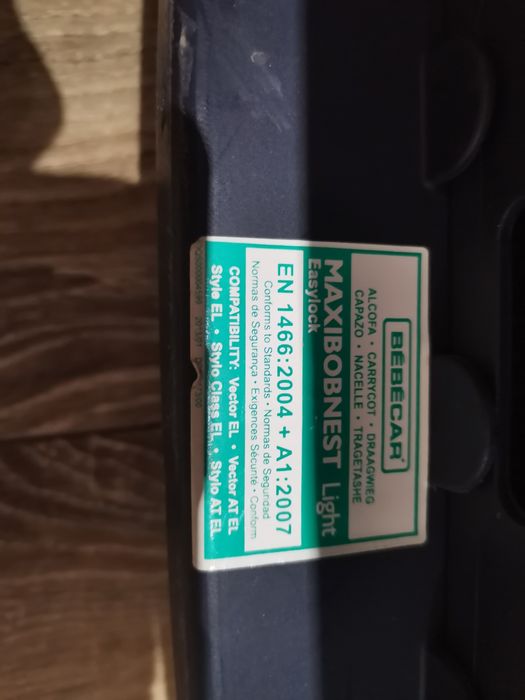 BÉBÉCAR®
ALCOFA • CARRYCOT • DRAAGWIEG
CAPAZO • NACELLE • TRAGETASHE
MAXIBOBNEST Light
Easylock
EN 1466:2004 + A1:2007
Conforms to Standards • Normas de Seguridad
Normas de Segurança • Exigences Sécurité • Conform
COMPATIBILITY: Vector EL • Vector AT EL
Style EL • Stylo Class EL • Stylo AT EL